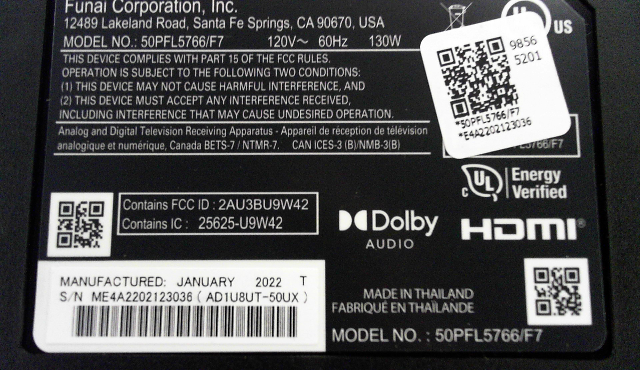 Funai Corporation, Inc.
12489 Lakeland Road, Santa Fe Springs, CA 90670, USA
MODEL NO.: 50PFL5766/F7 120V~ 60Hz 130W
THIS DEVICE COMPLIES WITH PART 15 OF THE FCC RULES.
OPERATION IS SUBJECT TO THE FOLLOWING TWO CONDITIONS:
(1) THIS DEVICE MAY NOT CAUSE HARMFUL INTERFERENCE, AND
(2) THIS DEVICE MUST ACCEPT ANY INTERFERENCE RECEIVED,
INCLUDING INTERFERENCE THAT MAY CAUSE UNDESIRED OPERATION.
Analog and Digital Television Receiving Apparatus - Appareil de réception de télévision
analogique et numérique, Canada BETS-7 / NTMR-7, CAN ICES-3 (B)/NMB-3(B)
UL US
9856
5201
*50PFL5766/F7
*E4A2202123036
PFL5766/F7
c UL Energy
Verified
Contains FCC ID : 2AU3BU9W42
Contains IC : 25625-U9W42
Dolby
AUDIO
HDMI®
MANUFACTURED: JANUARY 2022 T
S/N ME4A2202123036 ( AD1U8UT-50UX )
MADE IN THAILAND
FABRIQUÉ EN THAÏLANDE
MODEL NO. : 50PFL5766/F7